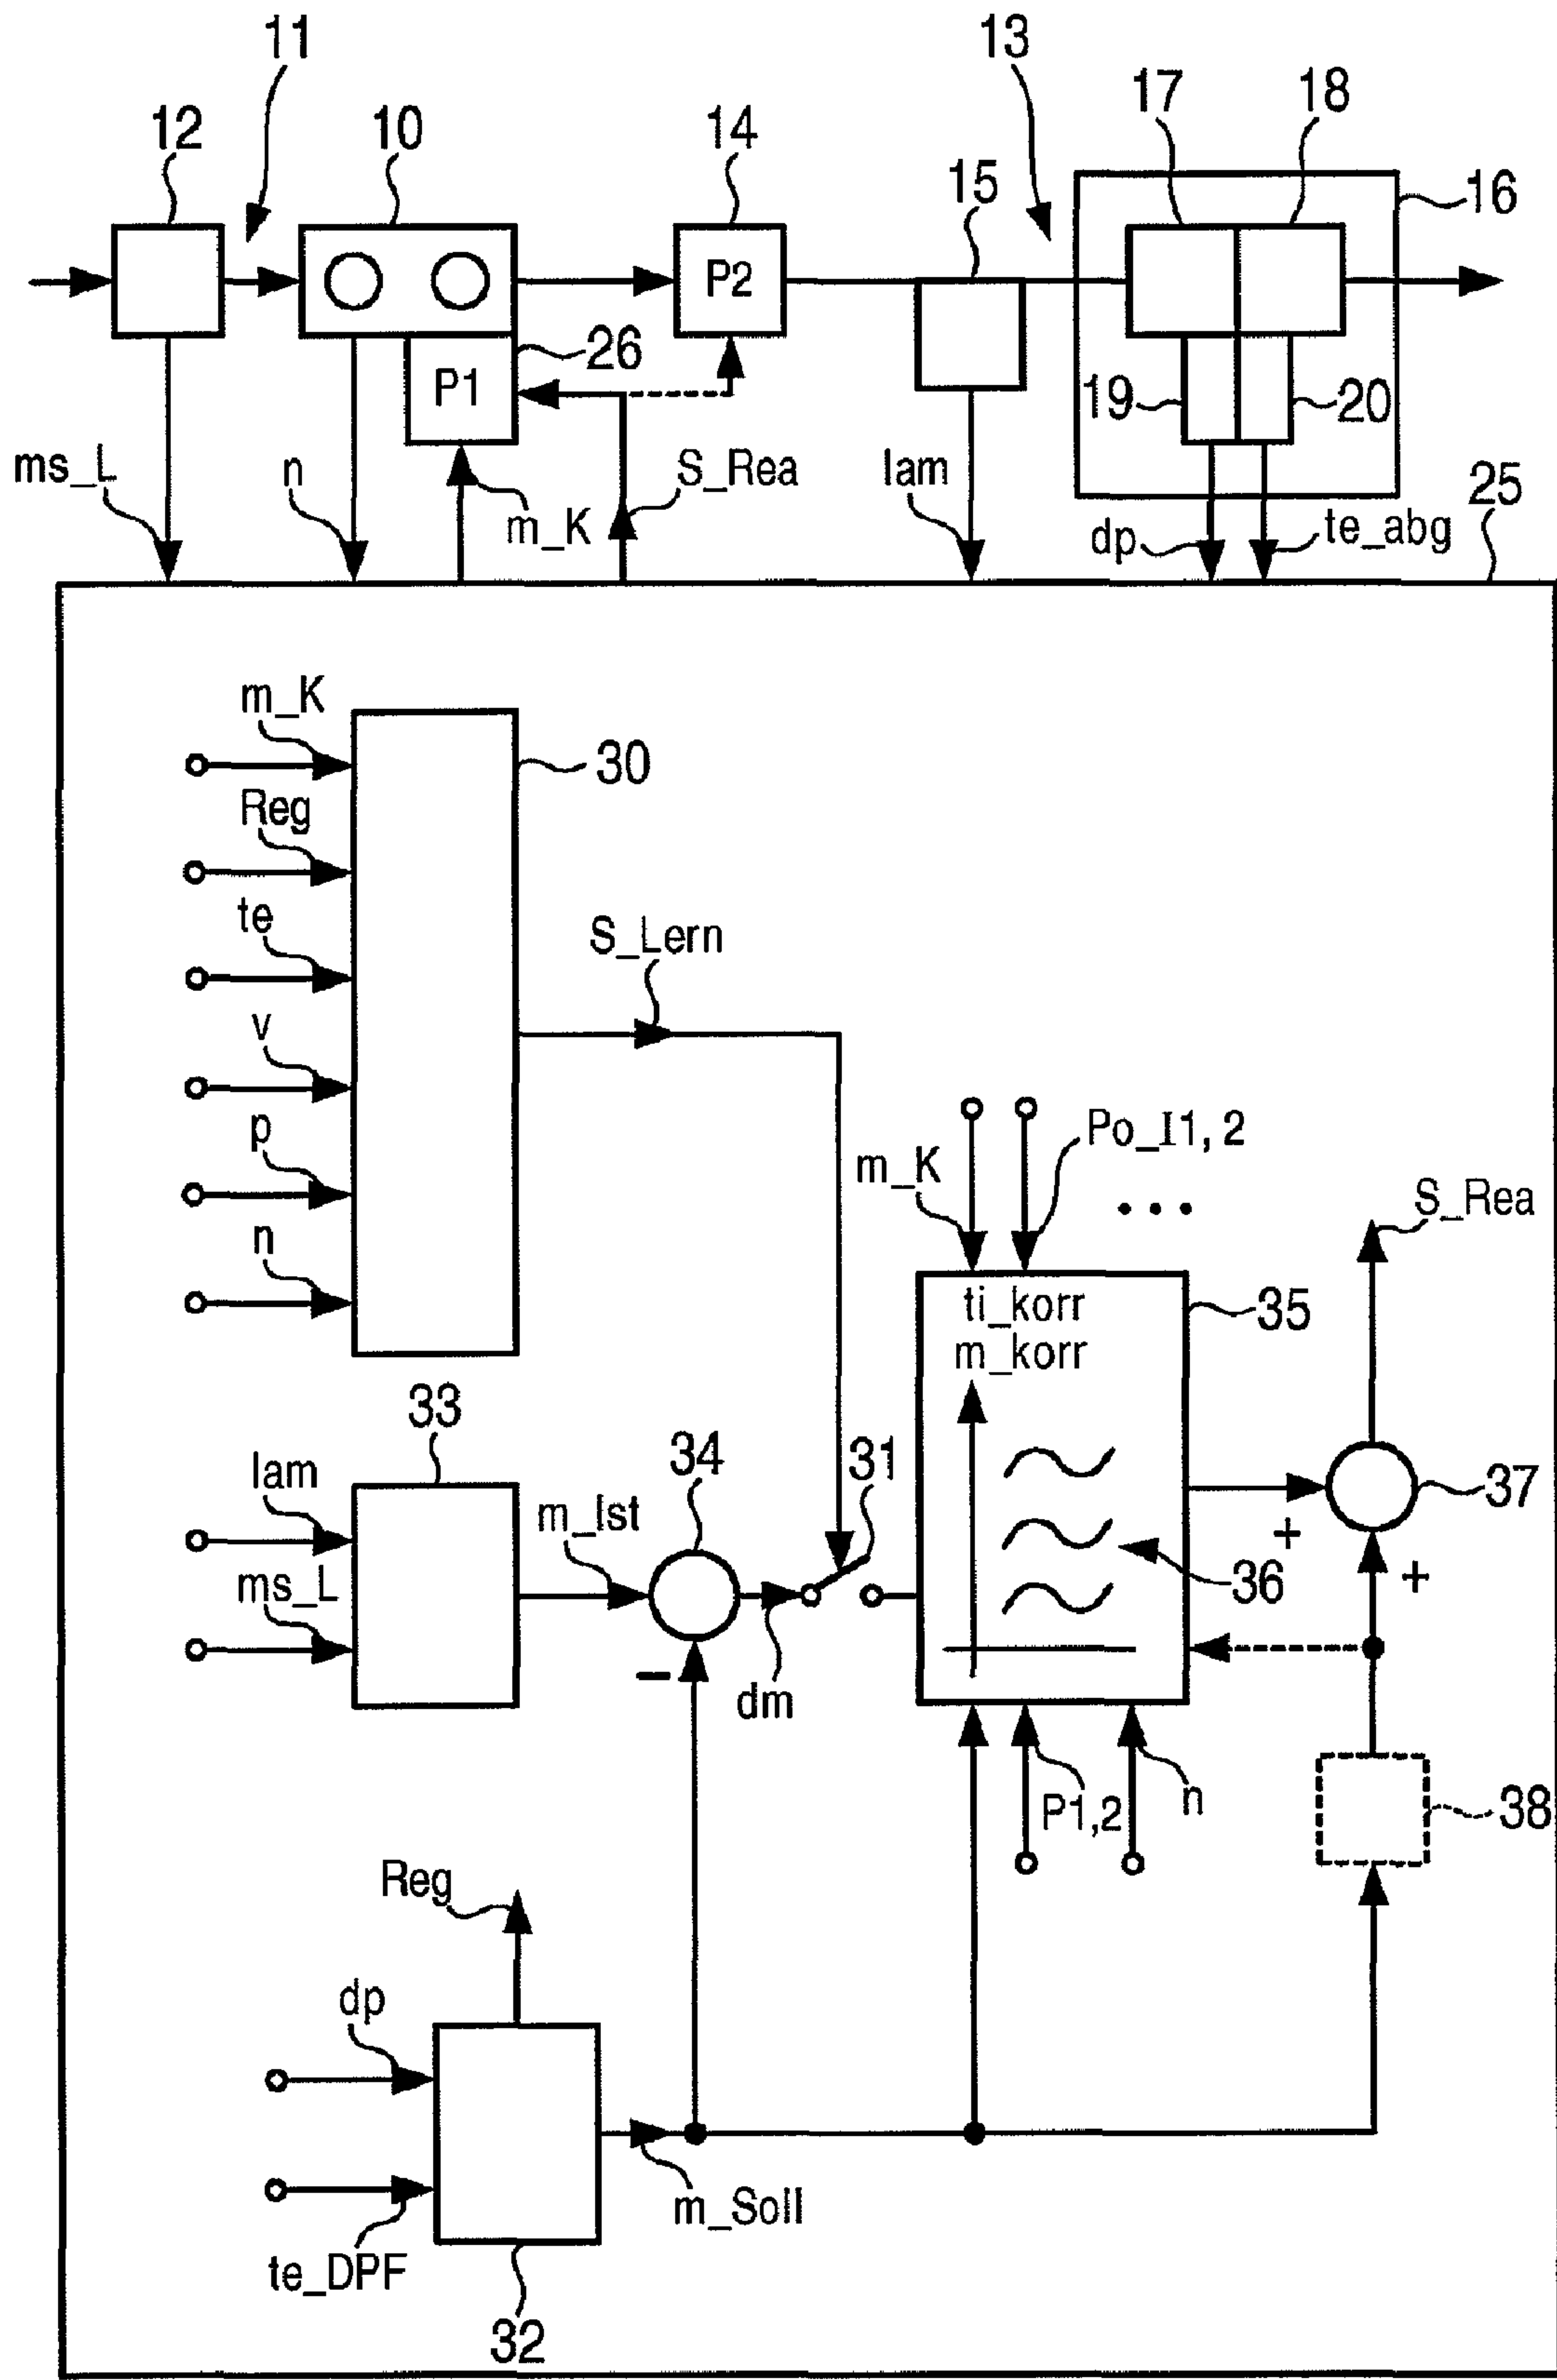 11
13
12
10
14
17
18
15
16
P2
26
P1
19
20
ms_L
n
m_K
S_Rea
lam
dp
te_abg
25
m_K
30
Reg
te
S_Lern
v
p
Po_I1, 2
m_K
...
S_Rea
n
ti_korr
m_korr
35
33
34
31
lam
m_Ist
37
+
ms_L
36
+
–
dm
P1,2
n
38
Reg
dp
m_Soll
te_DPF
32